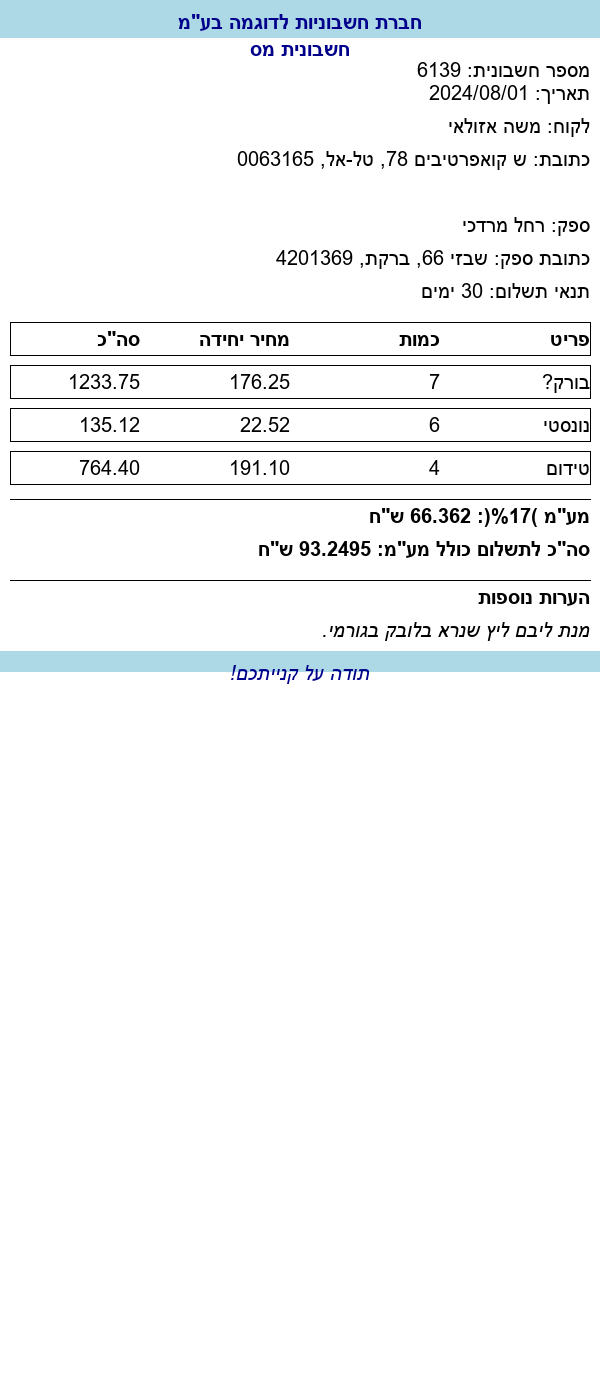 חברת חשבוניות לדוגמה בע"מ
חשבונית מס
מספר חשבונית: 6139
תאריך: 2024/08/01
לקוח: משה אזולאי
כתובת: ש קואפרטיבים 78, טל-אל, 0063165
ספק: רחל מרדכי
כתובת ספק: שבזי 66, ברקת, 4201369
תנאי תשלום: 30 ימים
פריט כמות מחיר יחידה סה"כ
בורק? 7 176.25 1233.75
נונסטי 6 22.52 135.12
טידום 4 191.10 764.40
מע"מ )17%(: 66.362 ש"ח
סה"כ לתשלום כולל מע"מ: 93.2495 ש"ח
הערות נוספות
מנת ליבם ליץ שנרא בלובק בגורמי.
תודה על קנייתכם!